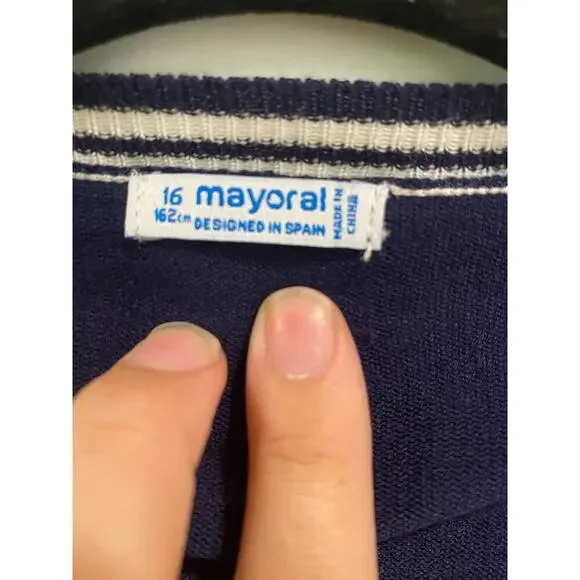 16 mayoral
162cm DESIGNED IN SPAIN
MADE IN
CHINA